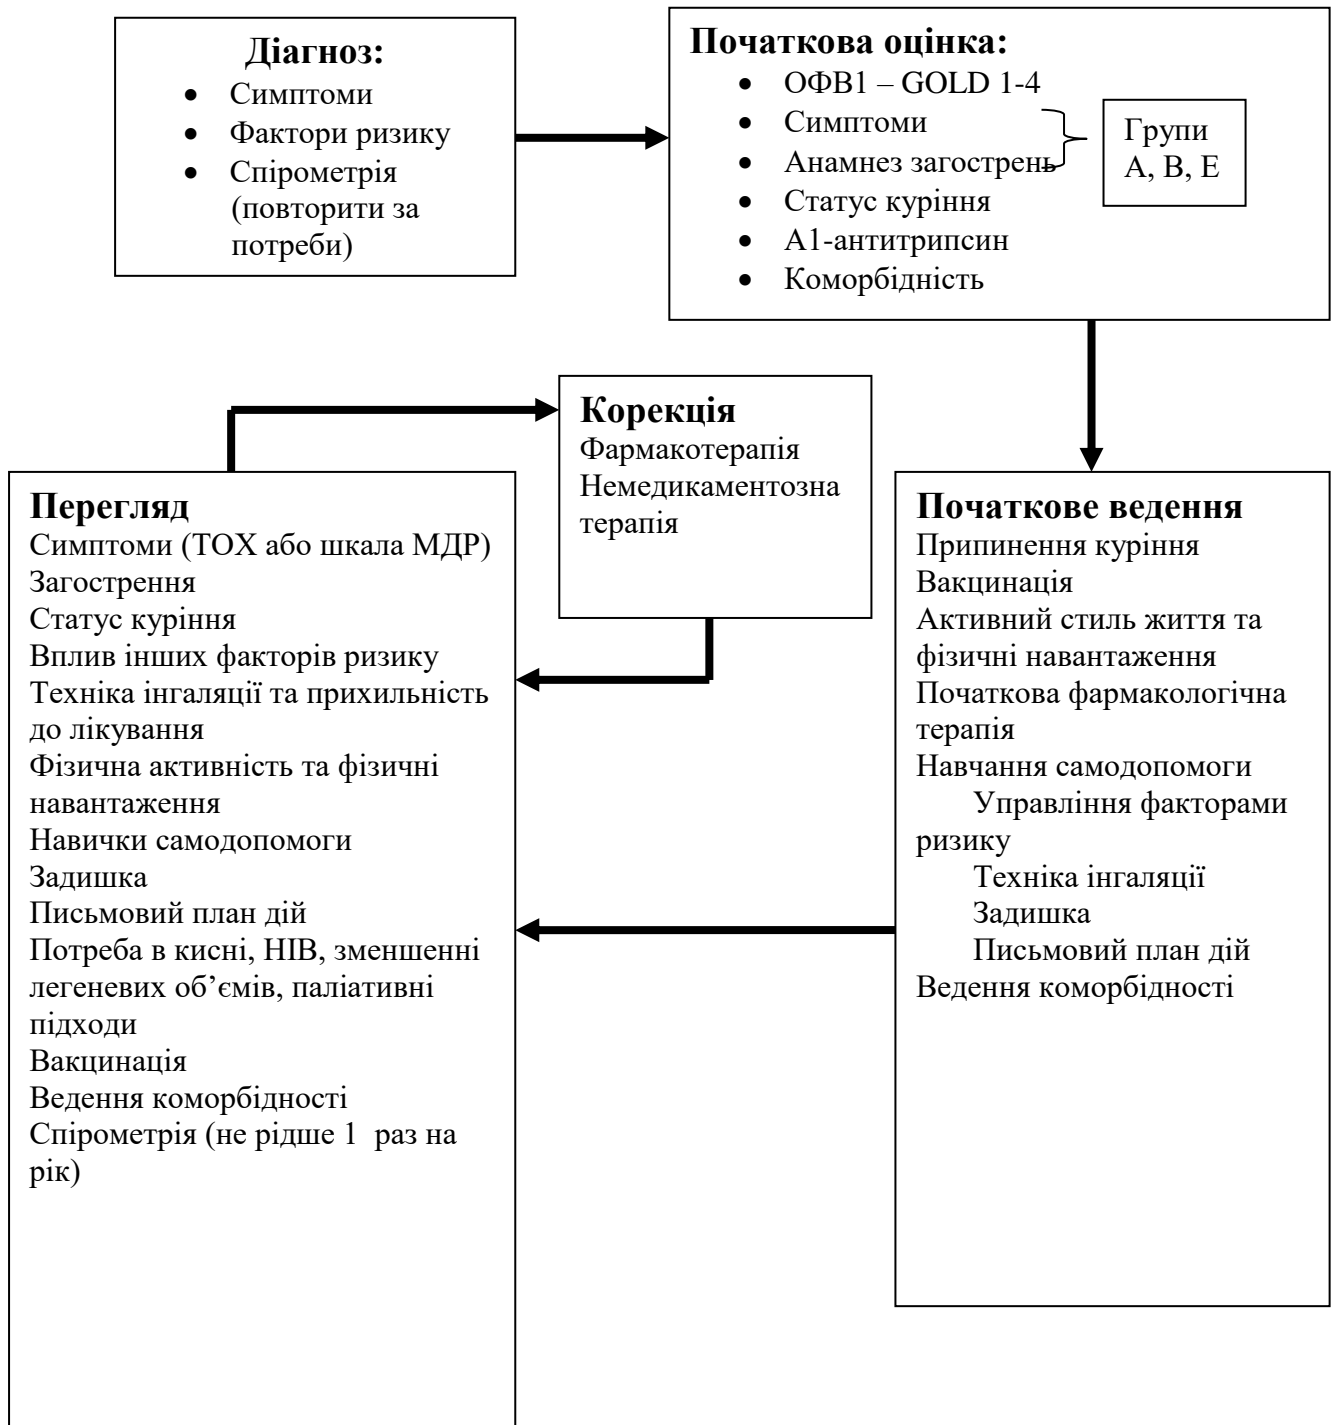 Діагноз:
• Симптоми
• Фактори ризику
• Спірометрія
(повторити за
потреби)
Початкова оцінка:
• ОФВ1 – GOLD 1-4
• Симптоми
• Анамнез загострень
• Статус куріння
• А1-антитрипсин
• Коморбідність
Групи
А, В, Е
Корекція
Фармакотерапія
Немедикаментозна
терапія
Перегляд
Симптоми (ТОХ або шкала МДР)
Загострення
Статус куріння
Вплив інших факторів ризику
Техніка інгаляції та прихильність
до лікування
Фізична активність та фізичні
навантаження
Навички самодопомоги
Задишка
Письмовий план дій
Потреба в кисні, НІВ, зменшенні
легеневих об’ємів, паліативні
підходи
Вакцинація
Ведення коморбідності
Спірометрія (не рідше 1  раз на
рік)
Початкове ведення
Припинення куріння
Вакцинація
Активний стиль життя та
фізичні навантаження
Початкова фармакологічна
терапія
Навчання самодопомоги
Управління факторами
ризику
Техніка інгаляції
Задишка
Письмовий план дій
Ведення коморбідності